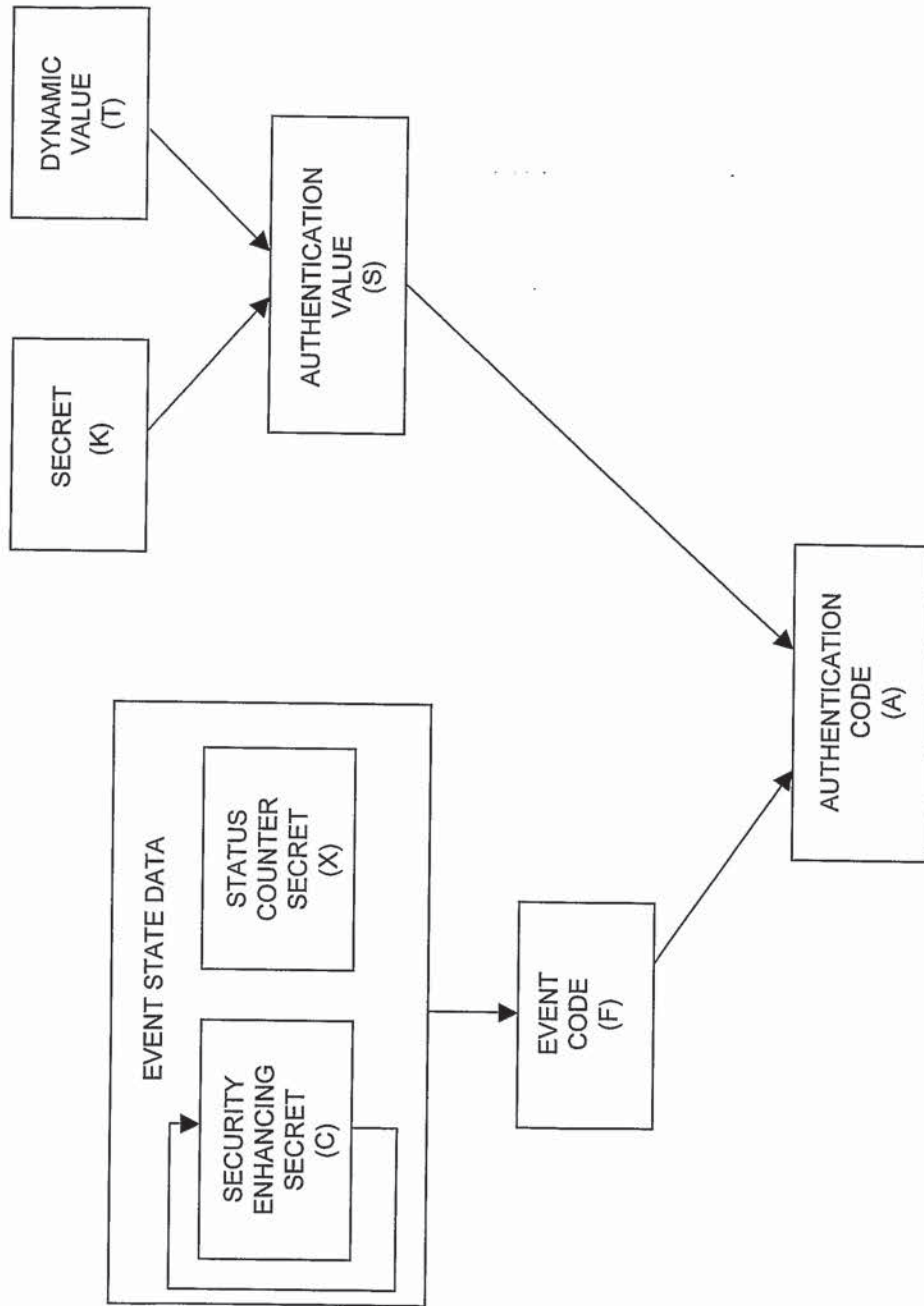 EVENT STATE DATA
SECURITY
ENHANCING
SECRET
(C)
STATUS
COUNTER
SECRET
(X)
SECRET
(K)
DYNAMIC
VALUE
(T)
AUTHENTICATION
VALUE
(S)
EVENT
CODE
(F)
AUTHENTICATION
CODE
(A)